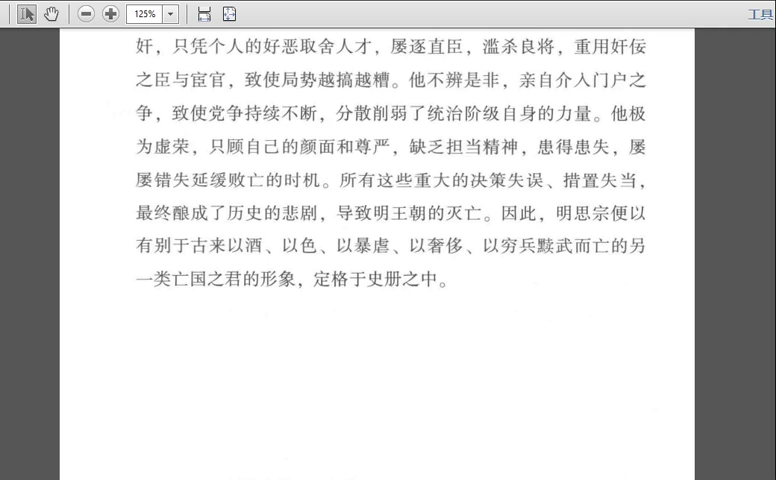 125%
工具
奸，只凭个人的好恶取舍人才，屡逐直臣，滥杀良将，重用奸佞
之臣与宦官，致使局势越搞越糟。他不辨是非，亲自介入门户之
争，致使党争持续不断，分散削弱了统治阶级自身的力量。他极
为虚荣，只顾自己的颜面和尊严，缺乏担当精神，患得患失，屡
屡错失延缓败亡的时机。所有这些重大的决策失误、措置失当，
最终酿成了历史的悲剧，导致明王朝的灭亡。因此，明思宗便以
有别于古来以酒、以色、以暴虐、以奢侈、以穷兵黩武而亡的另
一类亡国之君的形象，定格于史册之中。